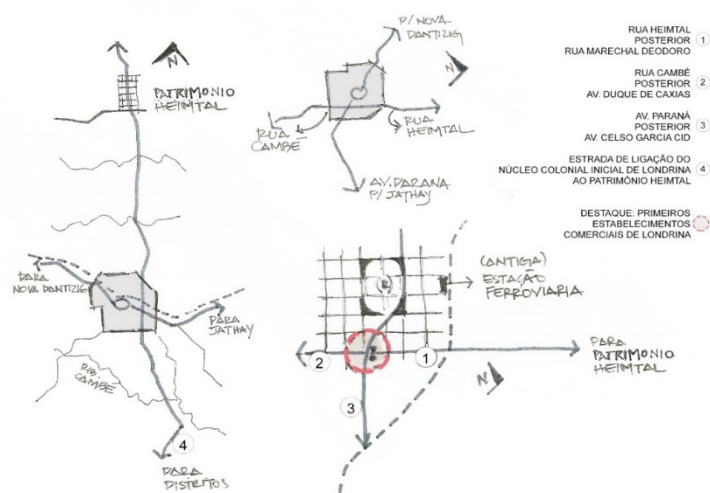 N
PATRIMONIO
HEIMTAL
PARA
NOVA DANTIZIG
PARA
JATHAY
RIB.
CAMBÉ
4
PARA
DISTRITOS
P/ NOVA
DANTIZIG
RUA
CAMBÉ
RUA
HEIMTAL
AV. PARANÁ
P/ JATHAY
(ANTIGA)
ESTAÇÃO
FERROVIARIA
2
1
3
PARA
PATRIMONIO
HEIMTAL
N
RUA HEIMTAL
POSTERIOR 1
RUA MARECHAL DEODORO
RUA CAMBÉ
POSTERIOR 2
AV. DUQUE DE CAXIAS
AV. PARANÁ
POSTERIOR 3
AV. CELSO GARCIA CID
ESTRADA DE LIGAÇÃO DO
NÚCLEO COLONIAL INICIAL DE LONDRINA 4
AO PATRIMÔNIO HEIMTAL
DESTAQUE: PRIMEIROS
ESTABELECIMENTOS
COMERCIAIS DE LONDRINA